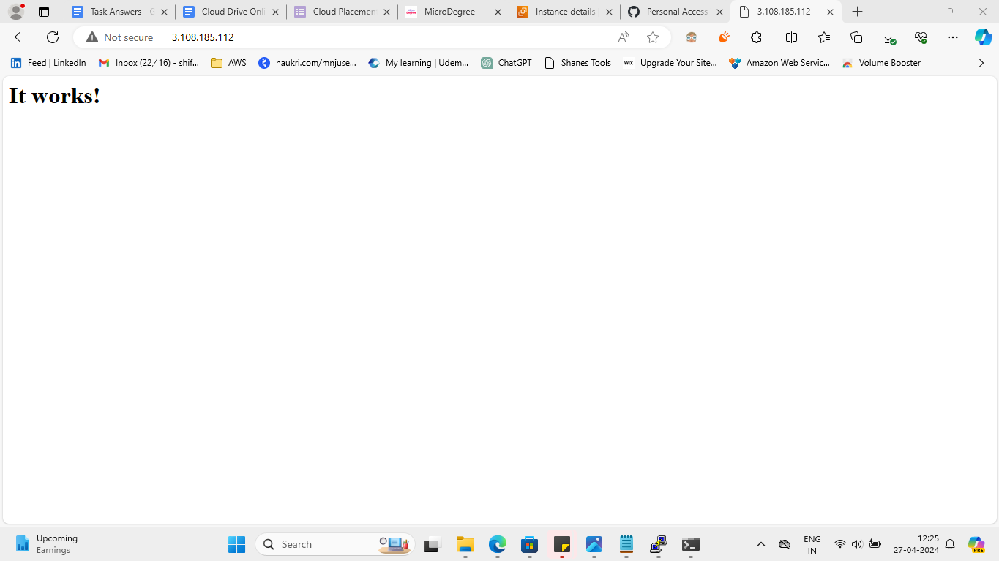 Task Answers - G
Cloud Drive Onli
Cloud Placemen
MicroDegree
Instance details |
Personal Access
3.108.185.112
Not secure
3.108.185.112
Feed | LinkedIn
Inbox (22,416) - shif...
AWS
naukri.com/mnjuse...
My learning | Udem...
ChatGPT
Shanes Tools
WIX
Upgrade Your Site...
Amazon Web Servic...
Volume Booster
It works!
Upcoming
Earnings
Search
ENG
IN
12:25
27-04-2024
PRE